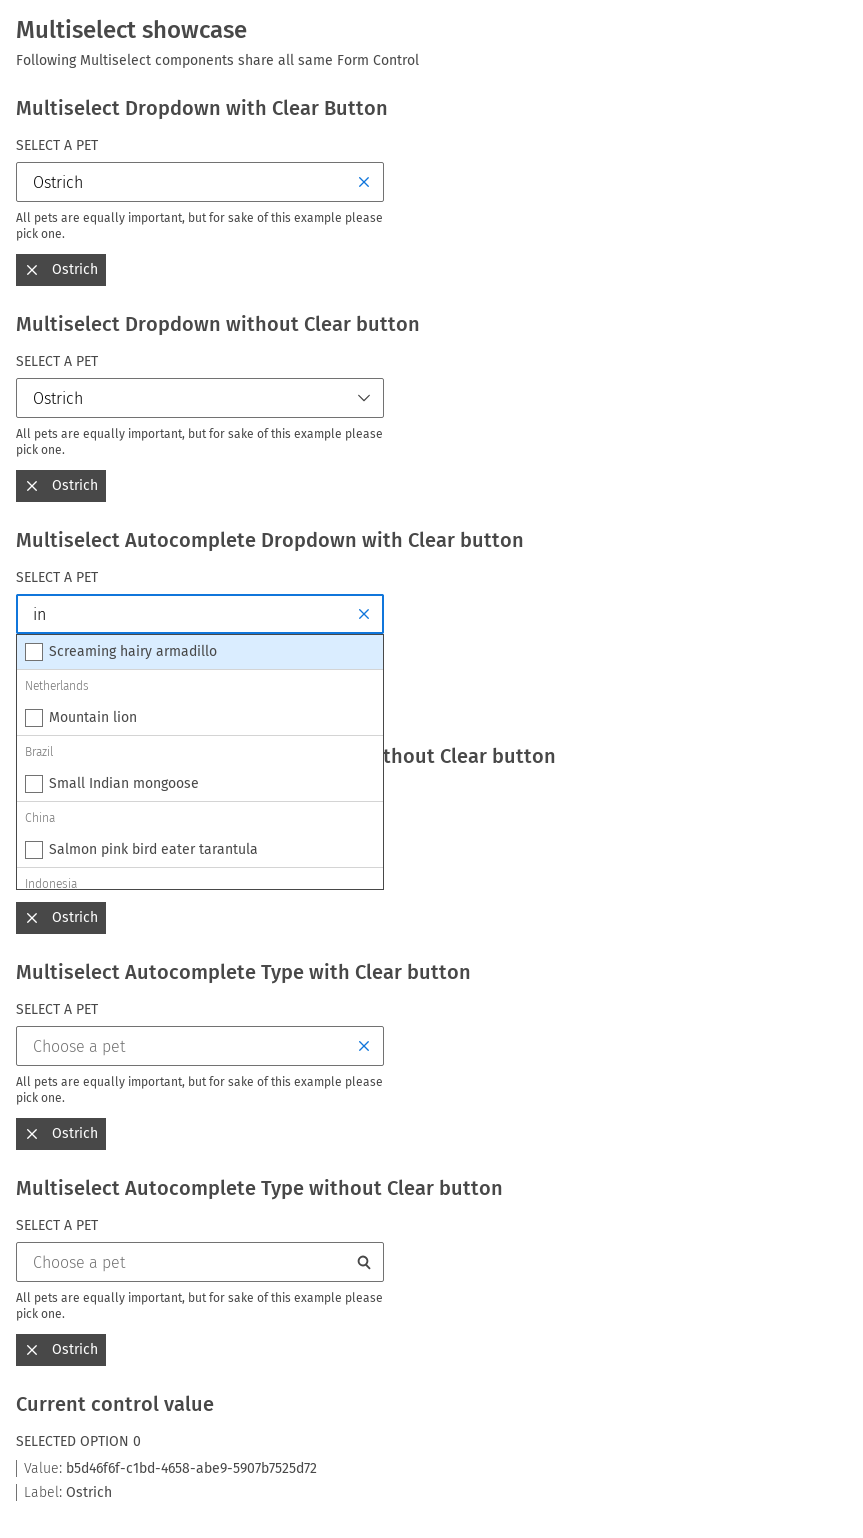 Multiselect showcase
Following Multiselect components share all same Form Control
Multiselect Dropdown with Clear Button
SELECT A PET
Ostrich
All pets are equally important, but for sake of this example please
pick one.
Ostrich
Multiselect Dropdown without Clear button
SELECT A PET
Ostrich
All pets are equally important, but for sake of this example please
pick one.
Ostrich
Multiselect Autocomplete Dropdown with Clear button
SELECT A PET
in
Screaming hairy armadillo
Netherlands
Mountain lion
thout Clear button
Brazil
Small Indian mongoose
China
Salmon pink bird eater tarantula
Indonesia
Ostrich
Multiselect Autocomplete Type with Clear button
SELECT A PET
Choose a pet
All pets are equally important, but for sake of this example please
pick one.
Ostrich
Multiselect Autocomplete Type without Clear button
SELECT A PET
Choose a pet
All pets are equally important, but for sake of this example please
pick one.
Ostrich
Current control value
SELECTED OPTION 0
Value: b5d46f6f-c1bd-4658-abe9-5907b7525d72
Label: Ostrich